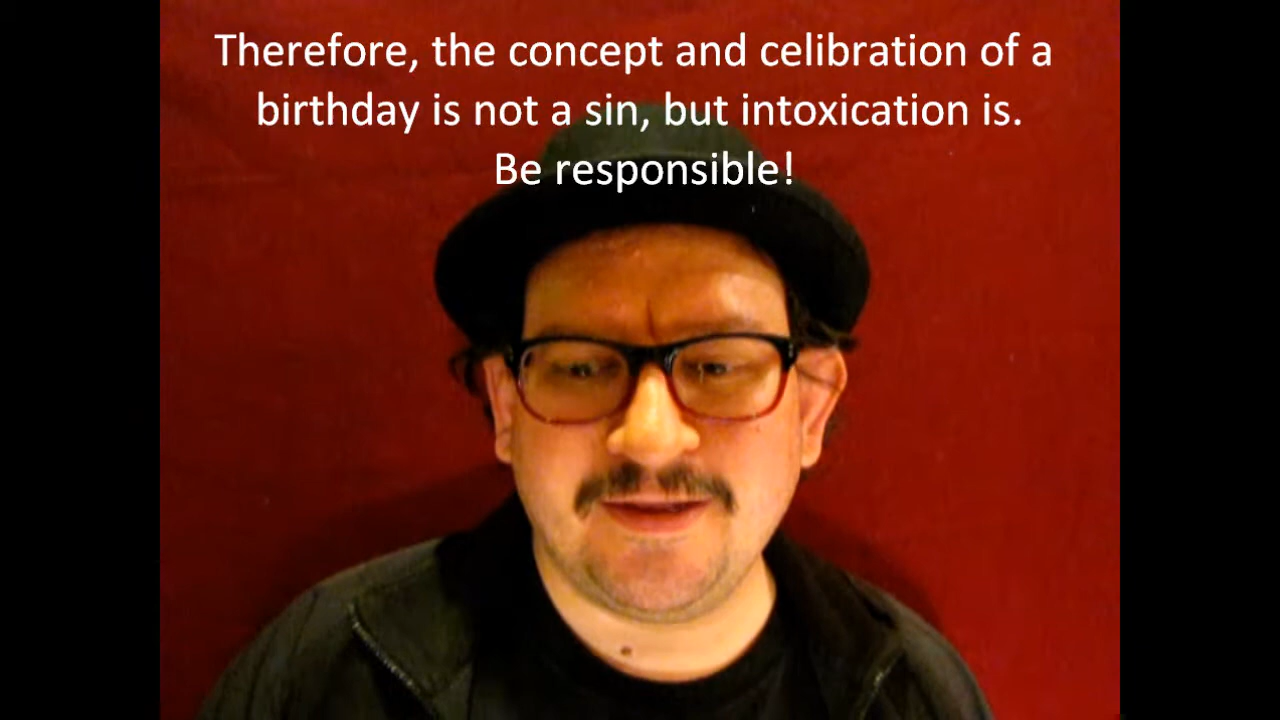 Therefore, the concept and celibration of a
birthday is not a sin, but intoxication is.
Be responsible!